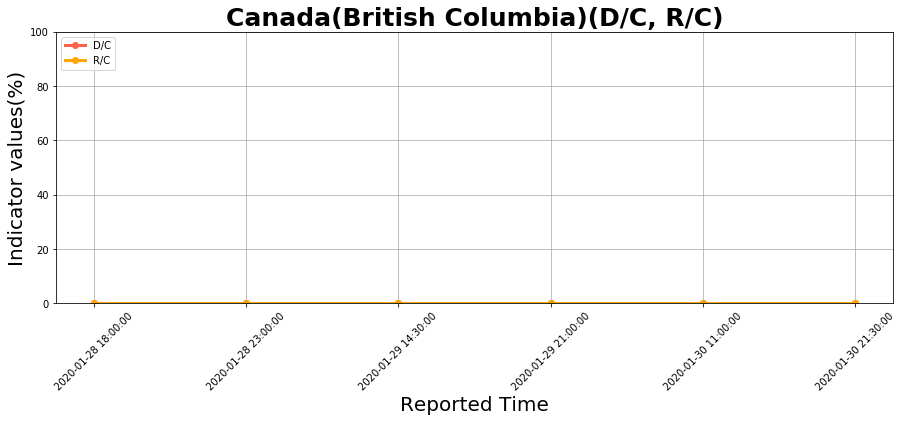 Canada(British Columbia)(D/C, R/C)
D/C
R/C
Indicator values(%)
100
80
60
40
20
0
2020-01-28 18:00:00
2020-01-28 23:00:00
2020-01-29 14:30:00
2020-01-29 21:00:00
2020-01-30 11:00:00
2020-01-30 21:30:00
Reported Time